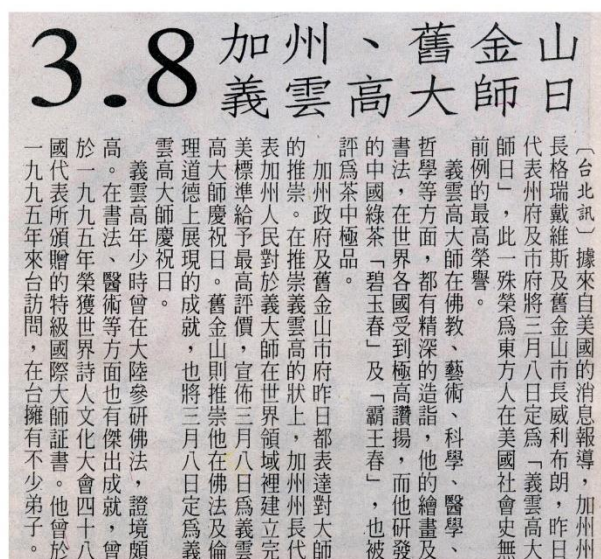 3.8
加州、舊金山
義雲高大師日
〔台北訊〕據來自美國的消息報導，加州州
長格瑞戴維斯及舊金山市長威利布朗，昨日
代表州府及市府將三月八日定爲「義雲高大
師日」，此一殊榮爲東方人在美國社會史無
前例的最高榮譽。
義雲高大師在佛教、藝術、科學、醫學
哲學等方面，都有精深的造詣，他的繪畫及
書法，在世界各國受到極高讚揚，而他研發
的中國綠茶「碧玉春」及「霸王春」，也被
評爲茶中極品。
加州政府及舊金山市府昨日都表達對大師
的推崇。在推崇義雲高的狀上，加州州長代
表加州人民對於義大師在世界領域裡建立完
美標準給予最高評價，宣佈三月八日爲義雲
高大師慶祝日。舊金山則推崇他在佛法及倫
理道德上展現的成就，也將三月八日定爲義
雲高大師慶祝日。
義雲高年少時曾在大陸參研佛法，證境頗
高。在書法、醫術等方面也有傑出成就，曾
於一九九五年榮獲世界詩人文化大會四十八
國代表所頒贈的特級國際大師証書。他曾於
一九九五年來台訪問，在台擁有不少弟子。